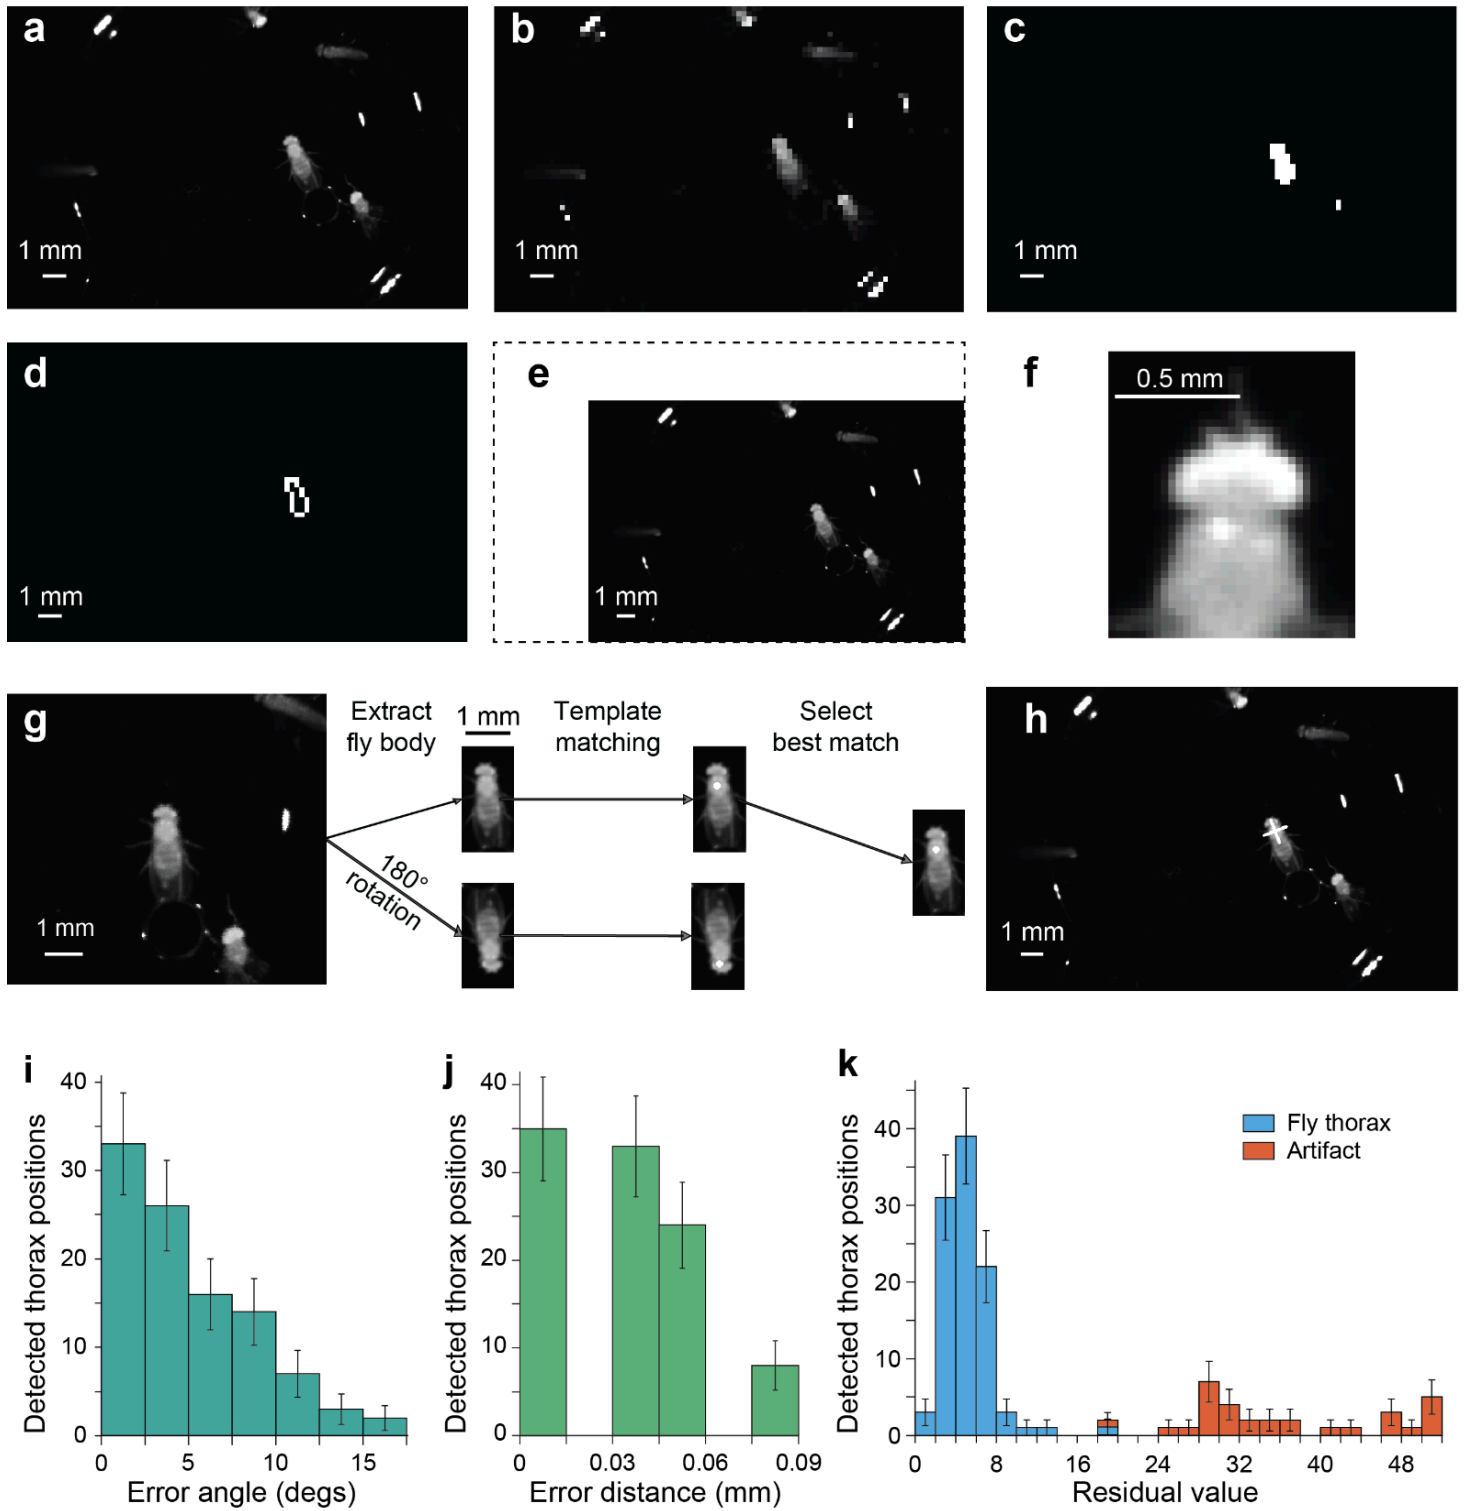 a
1 mm
b
1 mm
c
1 mm
d
1 mm
e
1 mm
f
0.5 mm
g
1 mm
Extract
fly body
1 mm
Template
matching
Select
best match
180°
rotation
h
1 mm
i
Detected thorax positions
40
30
20
10
0
0 5 10 15
Error angle (degs)
j
Detected thorax positions
40
30
20
10
0
0 0.03 0.06 0.09
Error distance (mm)
k
Detected thorax positions
40
30
20
10
0
0 8 16 24 32 40 48
Residual value
Fly thorax
Artifact